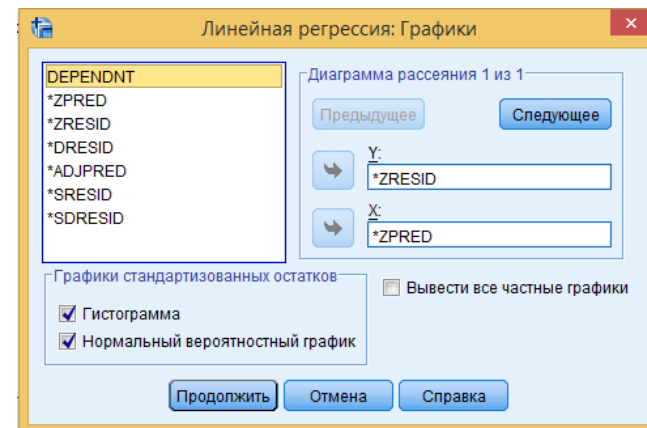 Линейная регрессия: Графики
DEPENDNT
*ZPRED
*ZRESID
*DRESID
*ADJPRED
*SRESID
*SDRESID
Диаграмма рассеяния 1 из 1
Предыдущее
Следующее
Y:
*ZRESID
X:
*ZPRED
Графики стандартизованных остатков
Гистограмма
Нормальный вероятностный график
Вывести все частные графики
Продолжить
Отмена
Справка